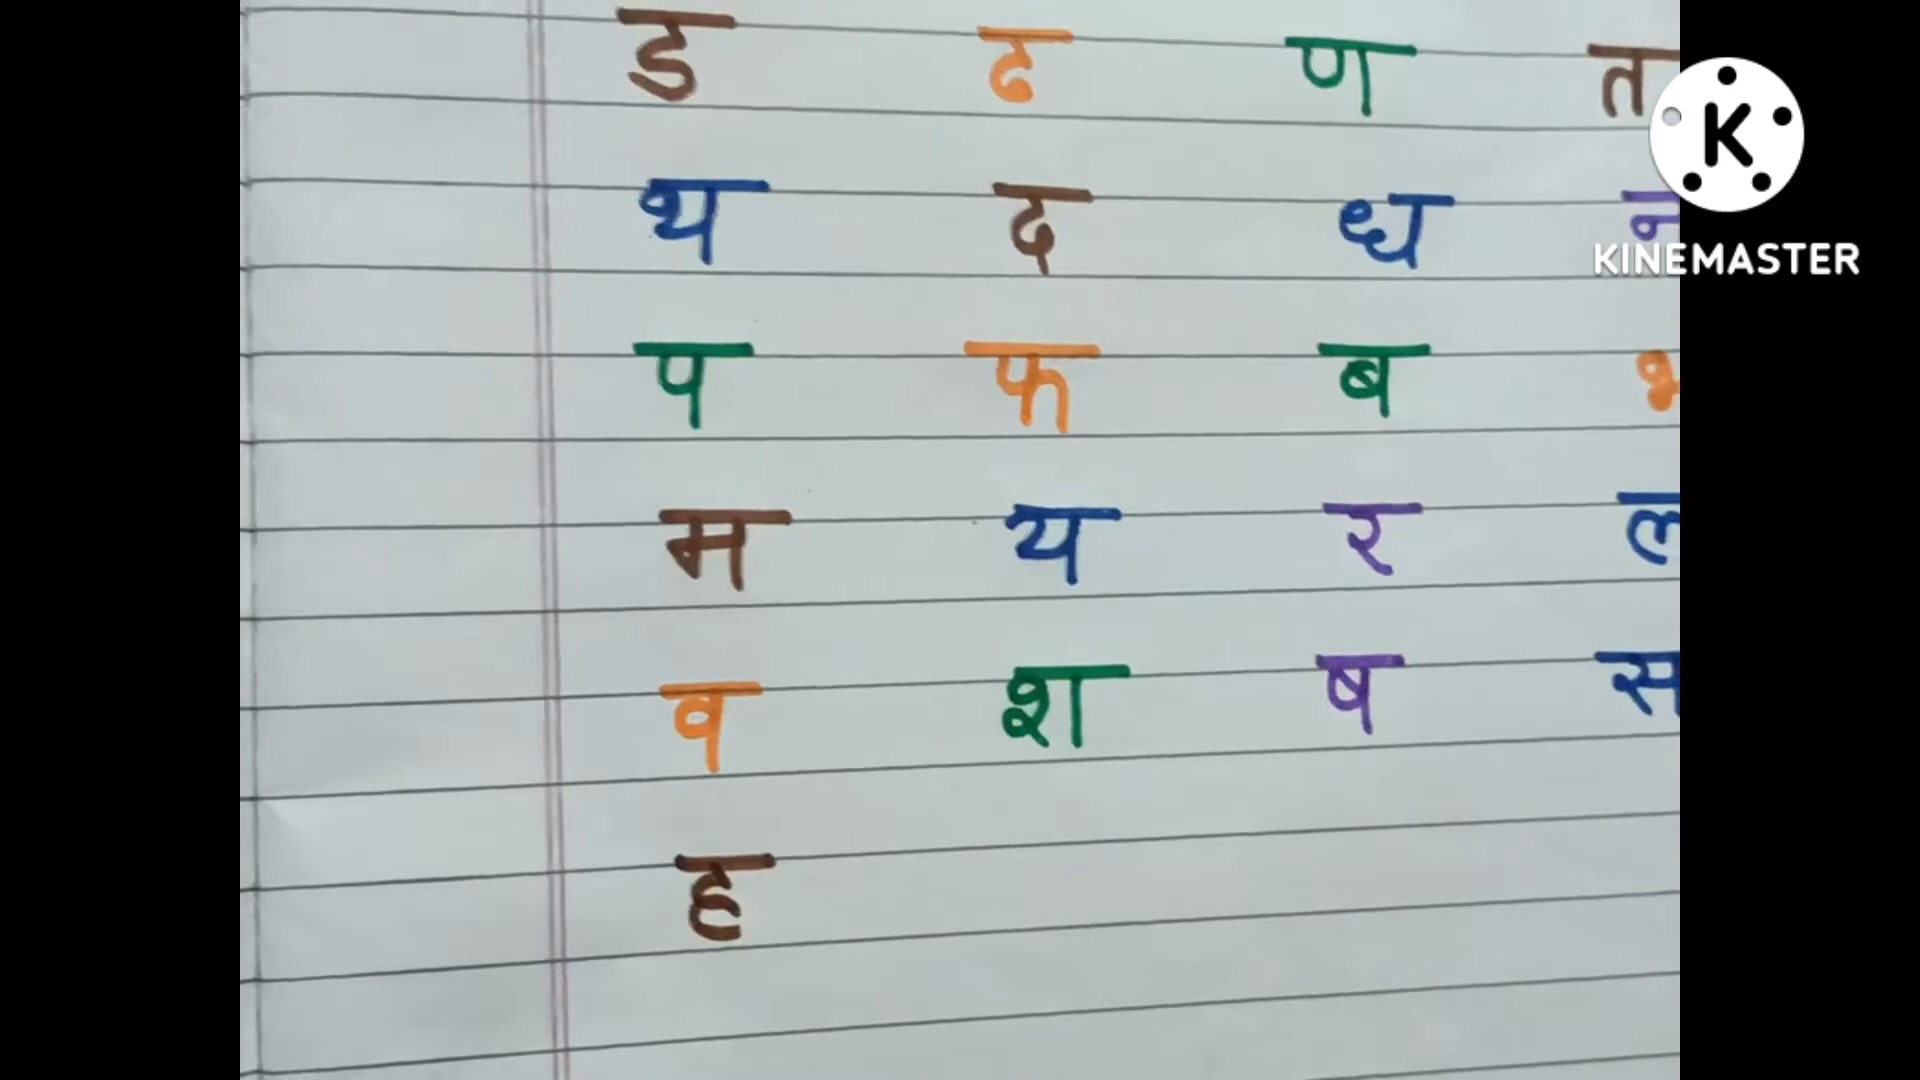 ड ढ ण त
थ द ध न
प फ ब भ
म य र ल
व श ष स
ह
K
KINEMASTER